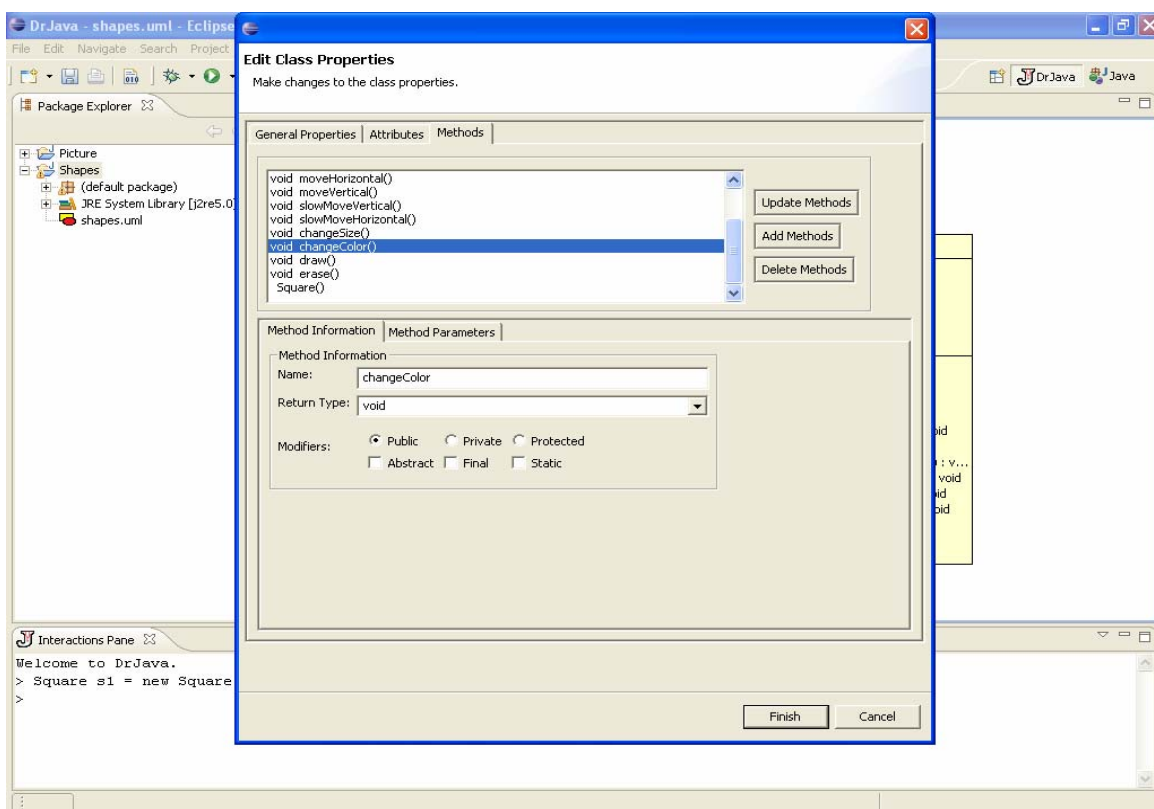 DrJava - shapes.uml - Eclipse
File Edit Navigate Search Project
DrJava
Java
Package Explorer
Picture
Shapes
(default package)
JRE System Library [j2re5.0]
shapes.uml
Edit Class Properties
Make changes to the class properties.
General Properties Attributes Methods
void moveHorizontal()
void moveVertical()
void slowMoveVertical()
void slowMoveHorizontal()
void changeSize()
void changeColor()
void draw()
void erase()
Square()
Update Methods
Add Methods
Delete Methods
Method Information Method Parameters
Method Information
Name: changeColor
Return Type: void
Modifiers: Public Private Protected
Abstract Final Static
Finish Cancel
id
: v...
void
id
id
Interactions Pane
Welcome to DrJava.
> Square s1 = new Square
>